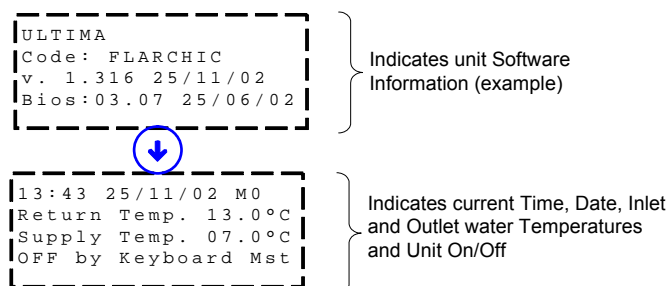 ULTIMA
Code: FLARCHIC
v. 1.316 25/11/02
Bios:03.07 25/06/02
Indicates unit Software
Information (example)
13:43 25/11/02 M0
Return Temp. 13.0°C
Supply Temp. 07.0°C
OFF by Keyboard Mst
Indicates current Time, Date, Inlet
and Outlet water Temperatures
and Unit On/Off